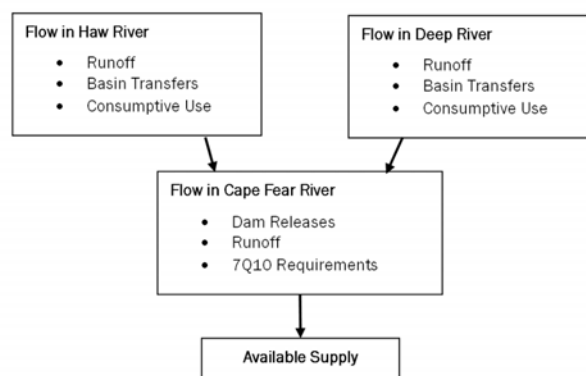 Flow in Haw River
• Runoff
• Basin Transfers
• Consumptive Use
Flow in Deep River
• Runoff
• Basin Transfers
• Consumptive Use
Flow in Cape Fear River
• Dam Releases
• Runoff
• 7Q10 Requirements
Available Supply